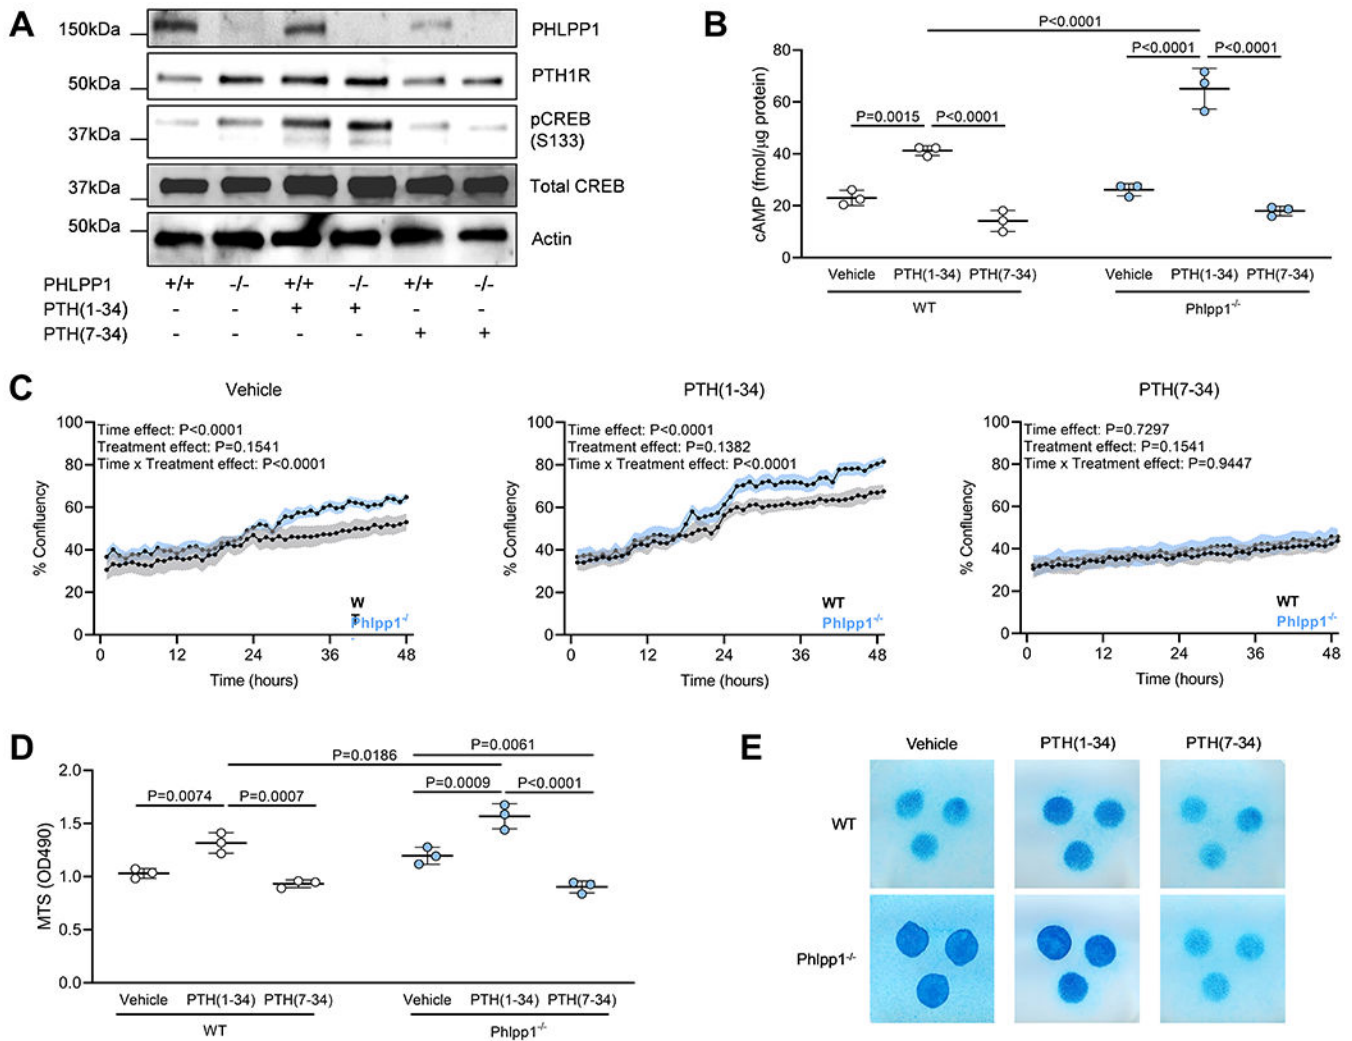 A
150kDa
PHLPP1
50kDa
PTH1R
37kDa
pCREB
(S133)
37kDa
Total CREB
50kDa
Actin
PHLPP1 +/+ -/- +/+ -/- +/+ -/-
PTH(1-34) - - + + - -
PTH(7-34) - - - - + +
B
P<0.0001
P<0.0001 P<0.0001
P=0.0015 P<0.0001
cAMP (fmol/µg protein)
80
60
40
20
0
Vehicle PTH(1-34) PTH(7-34) Vehicle PTH(1-34) PTH(7-34)
WT Phlpp1-/-
C
Vehicle
Time effect: P<0.0001
Treatment effect: P=0.1541
Time x Treatment effect: P<0.0001
% Confluency
100
80
60
40
20
0
W
T
Phlpp1-/-
0 12 24 36 48
Time (hours)
PTH(1-34)
Time effect: P<0.0001
Treatment effect: P=0.1382
Time x Treatment effect: P<0.0001
% Confluency
100
80
60
40
20
0
WT
Phlpp1-/-
0 12 24 36 48
Time (hours)
PTH(7-34)
Time effect: P=0.7297
Treatment effect: P=0.1541
Time x Treatment effect: P=0.9447
% Confluency
100
80
60
40
20
0
WT
Phlpp1-/-
0 12 24 36 48
Time (hours)
D
P=0.0061
P=0.0186
P=0.0009 P<0.0001
P=0.0074 P=0.0007
MTS (OD490)
2.0
1.5
1.0
0.5
0.0
Vehicle PTH(1-34) PTH(7-34) Vehicle PTH(1-34) PTH(7-34)
WT Phlpp1-/-
E
Vehicle PTH(1-34) PTH(7-34)
WT
Phlpp1-/-